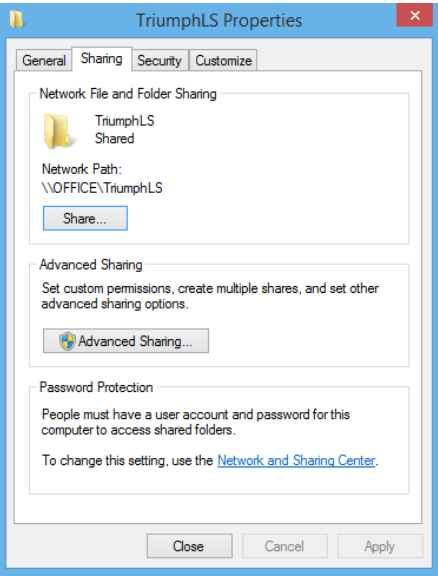 TriumphLS Properties
General
Sharing
Security
Customize
Network File and Folder Sharing
TriumphLS
Shared
Network Path:
\\OFFICE\TriumphLS
Share...
Advanced Sharing
Set custom permissions, create multiple shares, and set other
advanced sharing options.
Advanced Sharing...
Password Protection
People must have a user account and password for this
computer to access shared folders.
To change this setting, use the Network and Sharing Center.
Close
Cancel
Apply